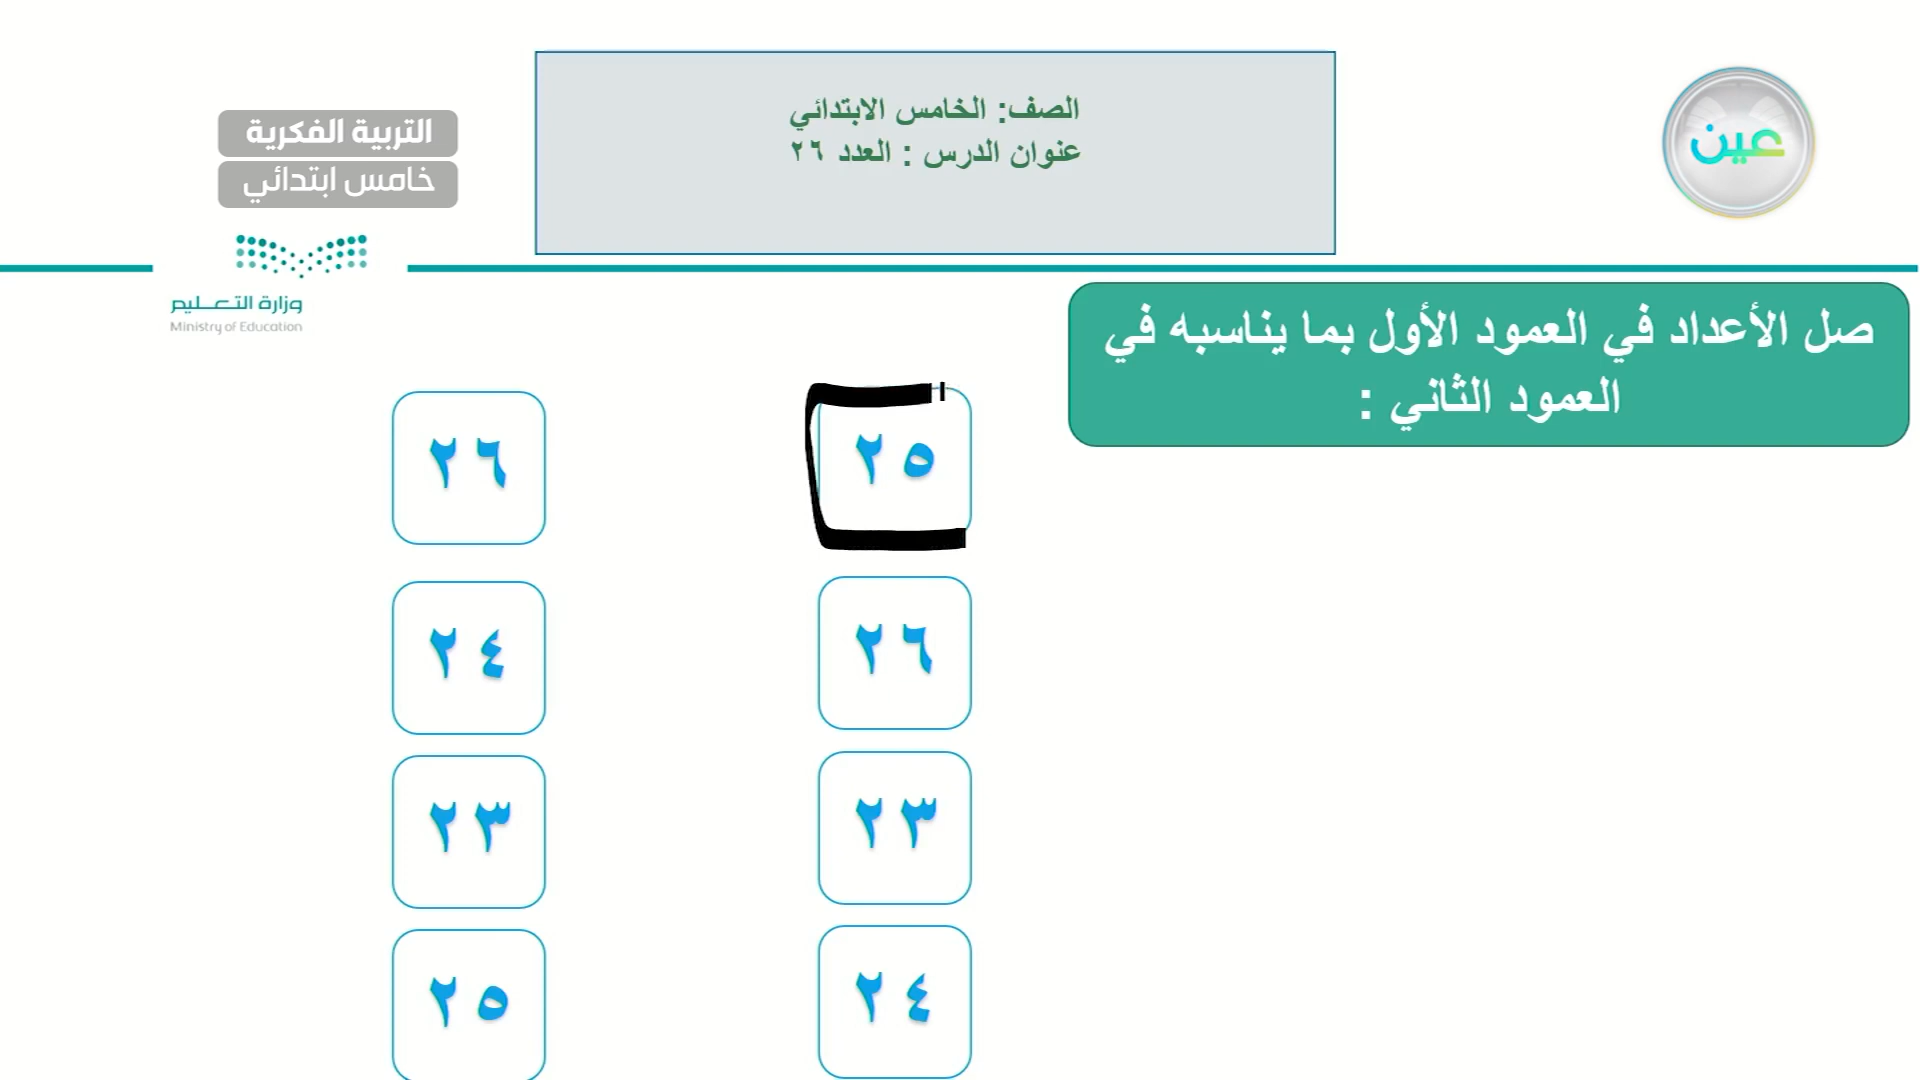 الصف: الخامس الابتدائي
عنوان الدرس : العدد ٢٦
عين
التربية الفكرية
خامس ابتدائي
وزارة التعليم
Ministry of Education
صل الأعداد في العمود الأول بما يناسبه في
العمود الثاني :
٢٥
٢٦
٢٦
٢٤
٢٣
٢٣
٢٤
٢٥